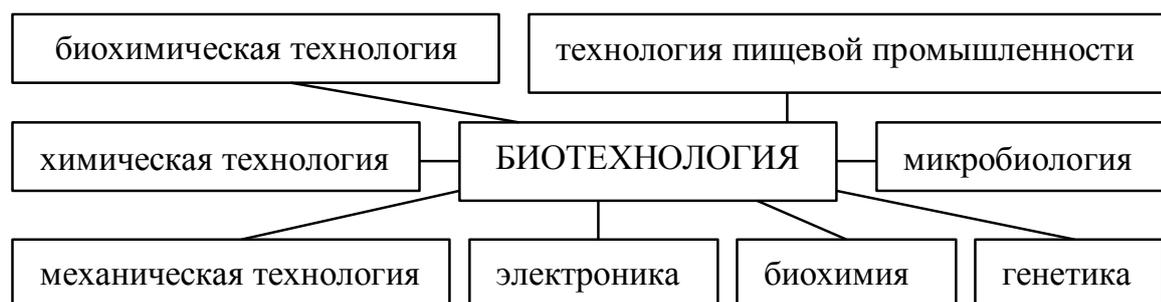 биохимическая технология
технология пищевой промышленности
химическая технология
БИОТЕХНОЛОГИЯ
микробиология
механическая технология
электроника
биохимия
генетика